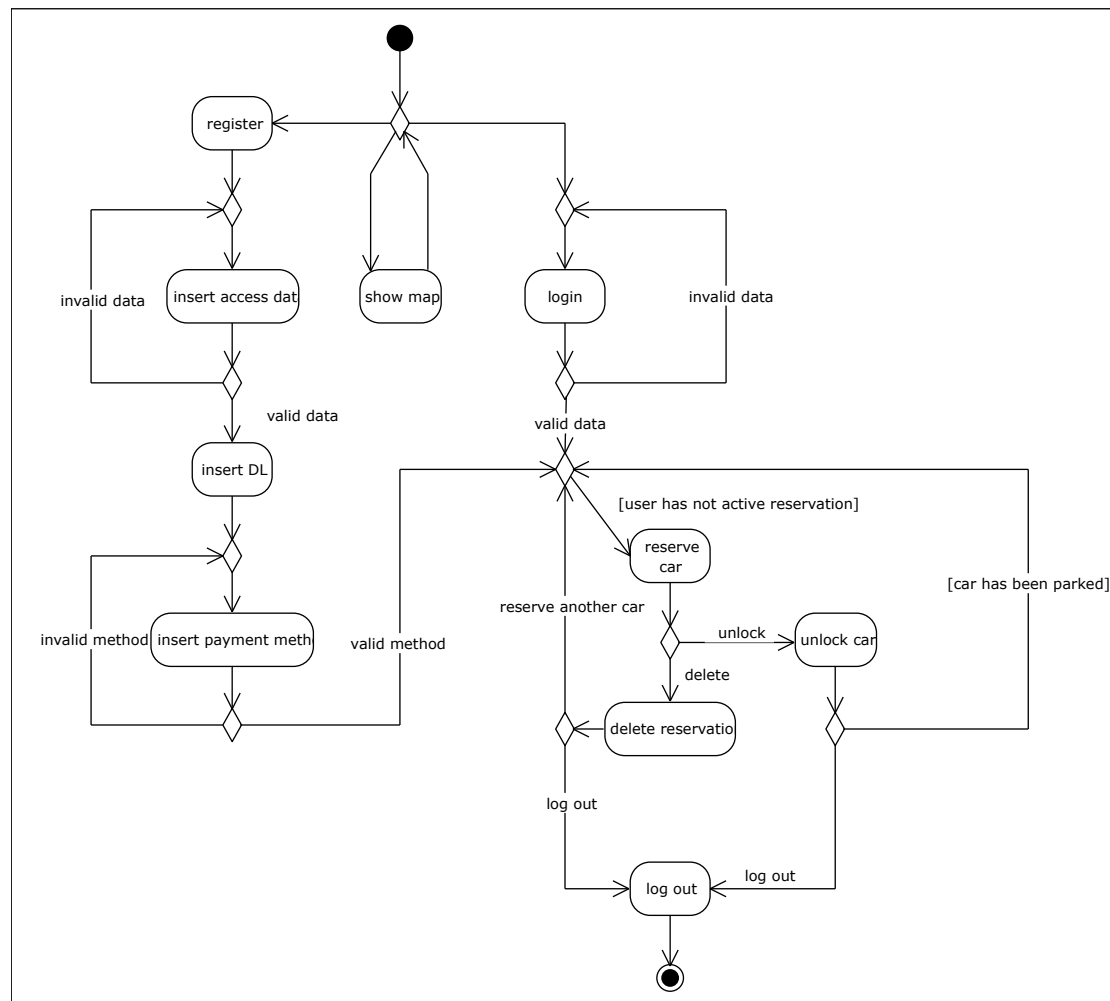 register
invalid data
insert access dat
show map
login
invalid data
valid data
valid data
insert DL
[user has not active reservation]
reserve
car
[car has been parked]
reserve another car
invalid method
insert payment meth
valid method
unlock
unlock car
delete
delete reservatio
log out
log out
log out